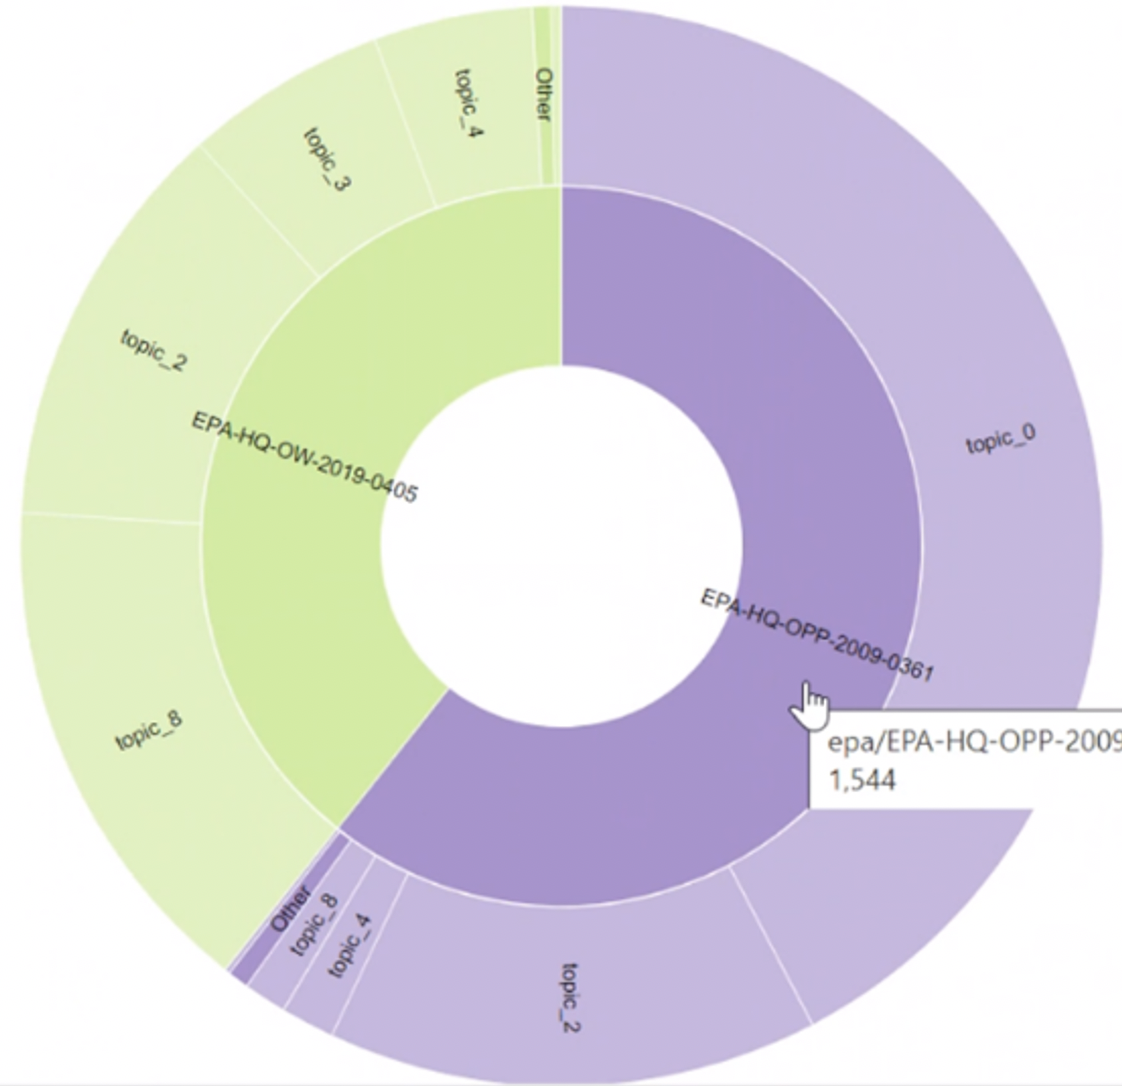 Other
topic_4
topic_3
topic_2
EPA-HQ-OW-2019-0405
topic_0
EPA-HQ-OPP-2009-0361
topic_8
epa/EPA-HQ-OPP-2009
1,544
Other
topic_8
topic_4
topic_2